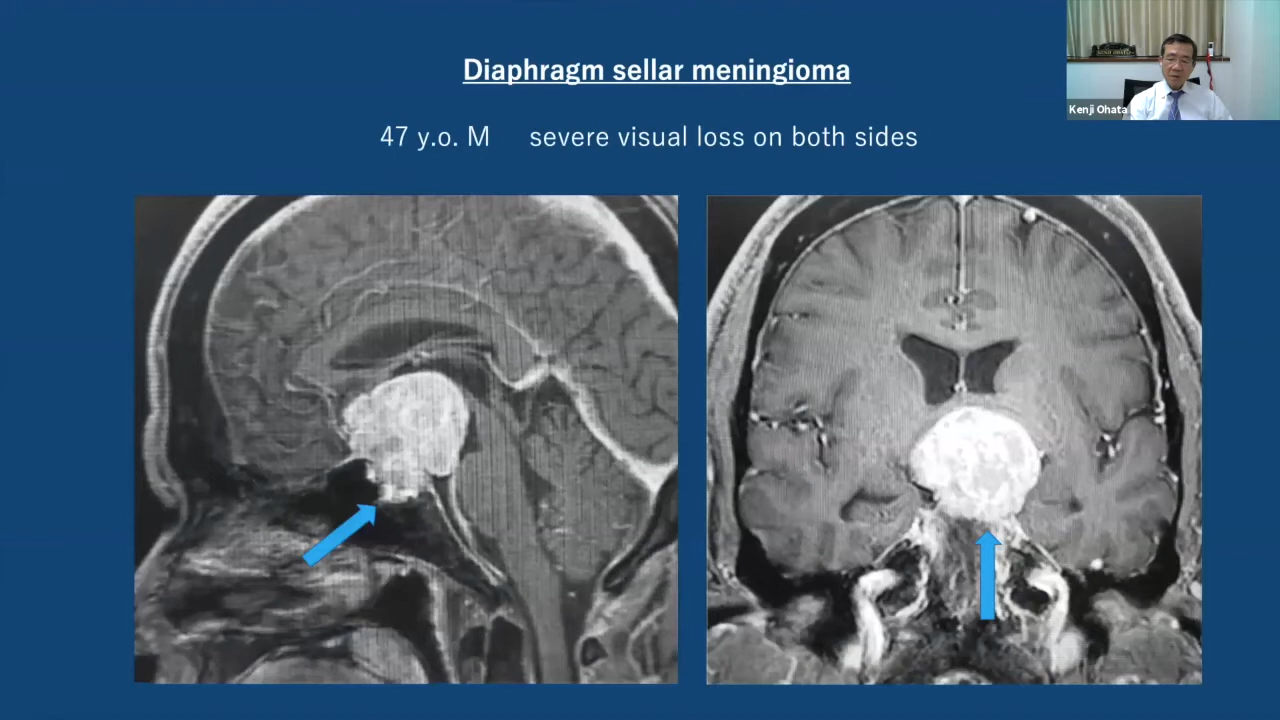 Diaphragm sellar meningioma
47 y.o. M severe visual loss on both sides
Kenji Ohata